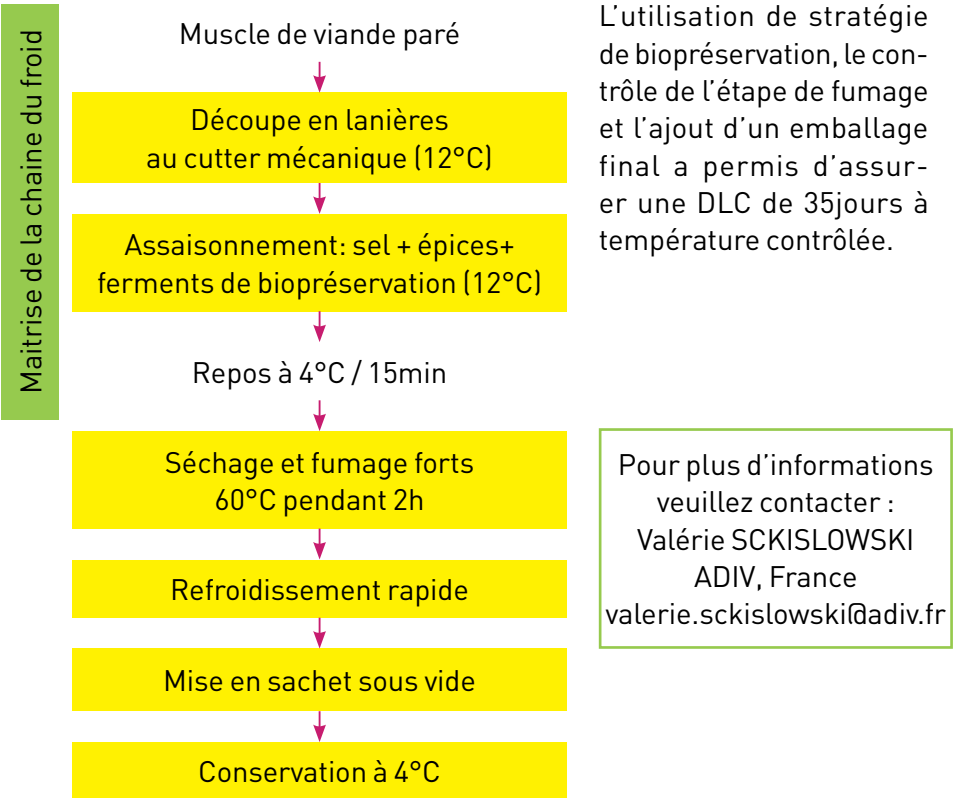 Maitrise de la chaine du froid
Muscle de viande paré
Découpe en lanières
au cutter mécanique (12°C)
Assaisonnement: sel + épices+
ferments de biopréservation (12°C)
Repos à 4°C / 15min
Séchage et fumage forts
60°C pendant 2h
Refroidissement rapide
Mise en sachet sous vide
Conservation à 4°C
L'utilisation de stratégie
de biopréservation, le con-
trôle de l'étape de fumage
et l'ajout d'un emballage
final a permis d'assur-
er une DLC de 35jours à
température contrôlée.
Pour plus d'informations
veuillez contacter :
Valérie SCKISLOWSKI
ADIV, France
valerie.sckislowski@adiv.fr